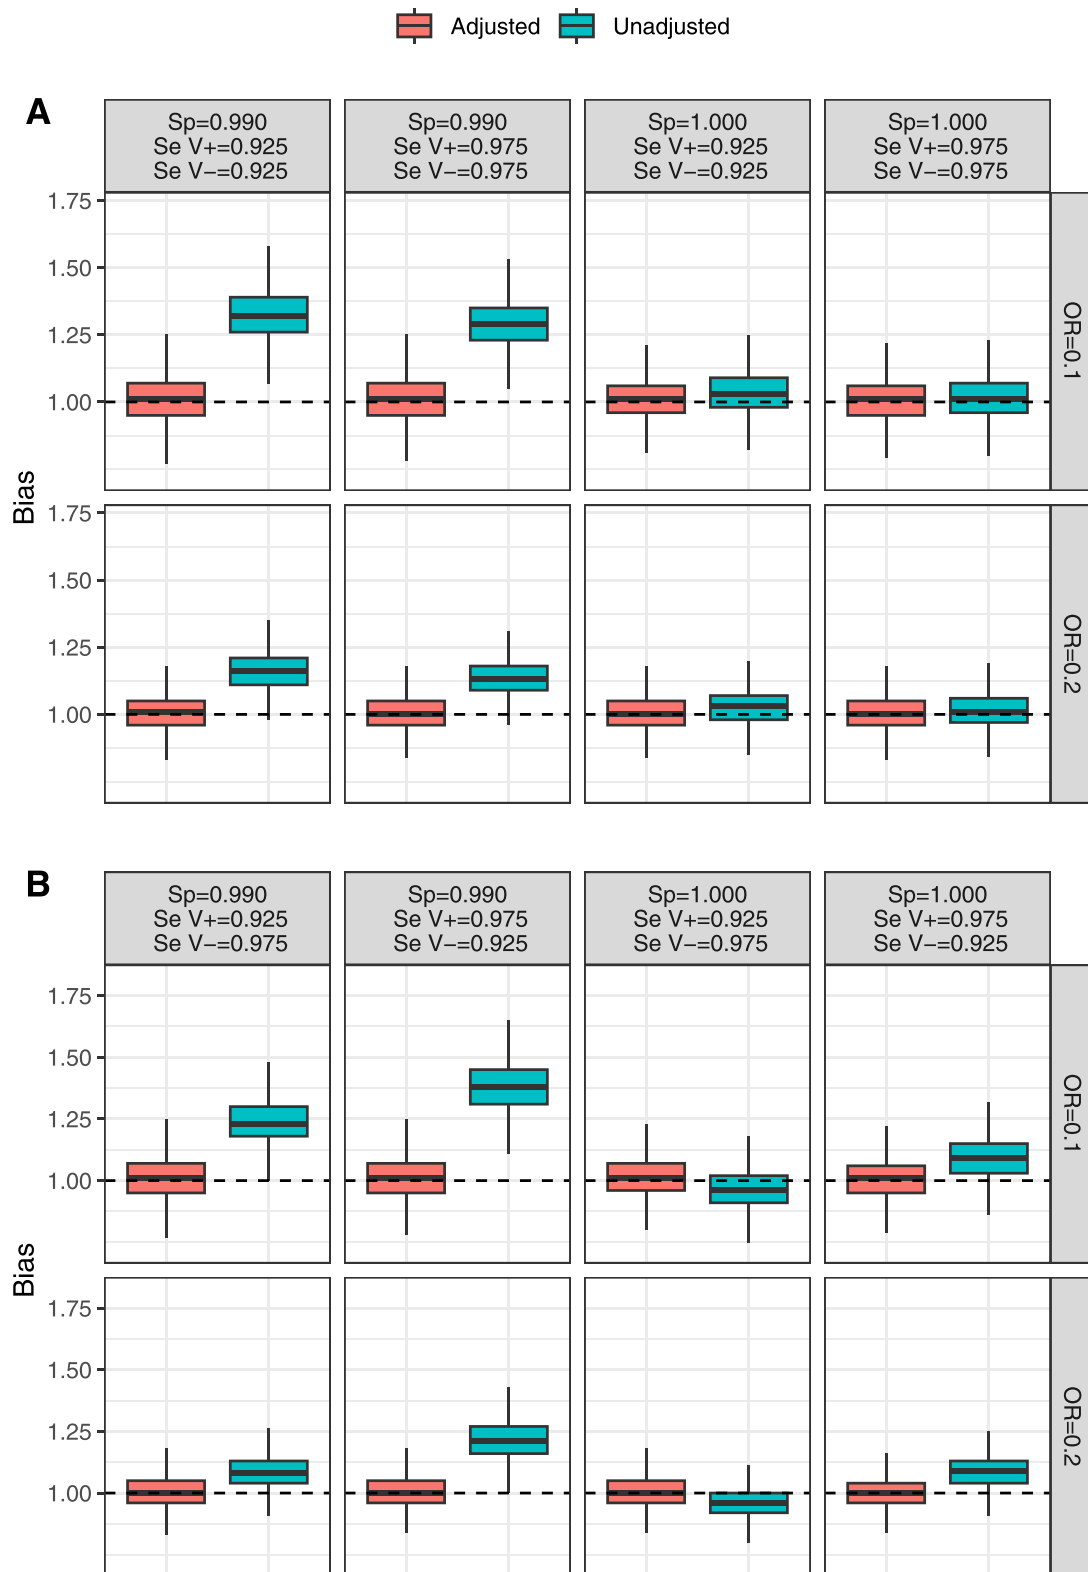 Adjusted Unadjusted
A
Sp=0.990
Se V+=0.925
Se V−=0.925
Sp=0.990
Se V+=0.975
Se V−=0.975
Sp=1.000
Se V+=0.925
Se V−=0.925
Sp=1.000
Se V+=0.975
Se V−=0.975
1.75
1.50
1.25
1.00
OR=0.1
Bias
1.75
1.50
1.25
1.00
OR=0.2
B
Sp=0.990
Se V+=0.925
Se V−=0.975
Sp=0.990
Se V+=0.975
Se V−=0.925
Sp=1.000
Se V+=0.925
Se V−=0.975
Sp=1.000
Se V+=0.975
Se V−=0.925
1.75
1.50
1.25
1.00
OR=0.1
Bias
1.75
1.50
1.25
1.00
OR=0.2